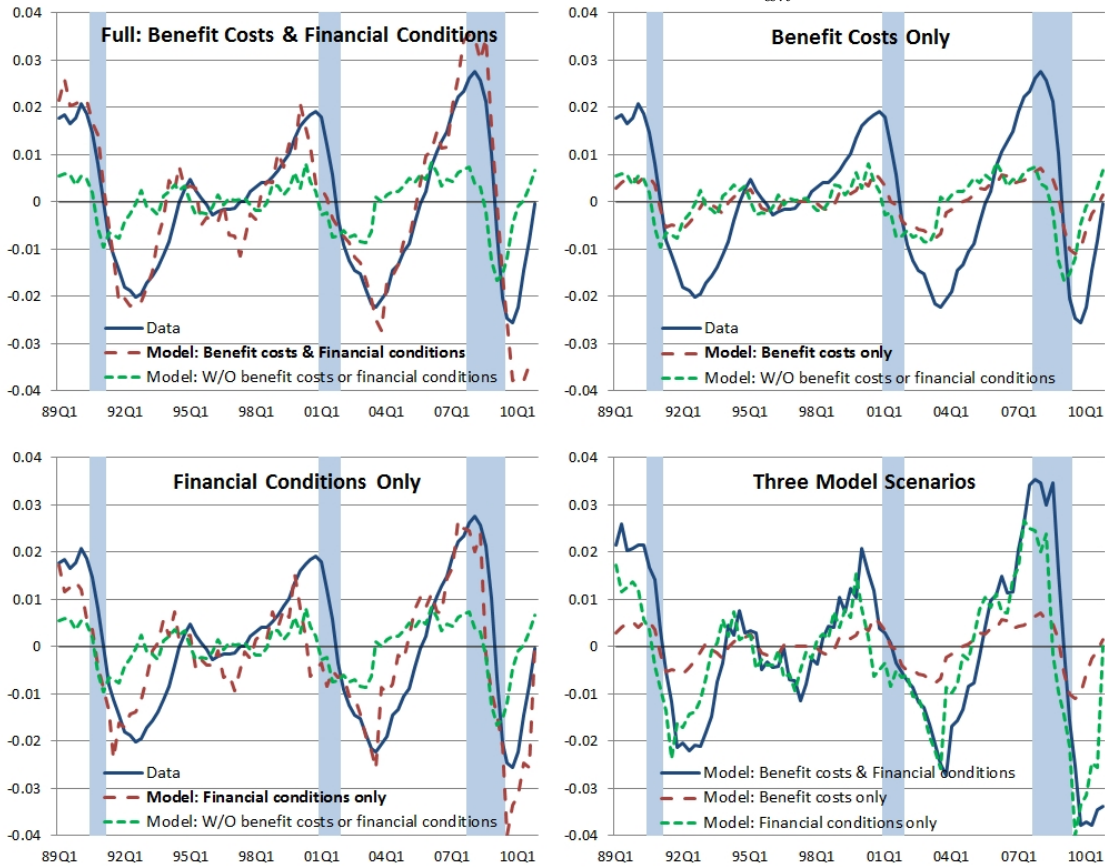 Full: Benefit Costs & Financial Conditions
0.04
0.03
0.02
0.01
0
-0.01
-0.02
-0.03
-0.04
Data
Model: Benefit costs & Financial conditions
Model: W/O benefit costs or financial conditions
89Q1 92Q1 95Q1 98Q1 01Q1 04Q1 07Q1 10Q1
Benefit Costs Only
0.04
0.03
0.02
0.01
0
-0.01
-0.02
-0.03
-0.04
Data
Model: Benefit costs only
Model: W/O benefit costs or financial conditions
89Q1 92Q1 95Q1 98Q1 01Q1 04Q1 07Q1 10Q1
Financial Conditions Only
0.04
0.03
0.02
0.01
0
-0.01
-0.02
-0.03
-0.04
Data
Model: Financial conditions only
Model: W/O benefit costs or financial conditions
89Q1 92Q1 95Q1 98Q1 01Q1 04Q1 07Q1 10Q1
Three Model Scenarios
0.04
0.03
0.02
0.01
0
-0.01
-0.02
-0.03
-0.04
Model: Benefit costs & Financial conditions
Model: Benefit costs only
Model: Financial conditions only
89Q1 92Q1 95Q1 98Q1 01Q1 04Q1 07Q1 10Q1